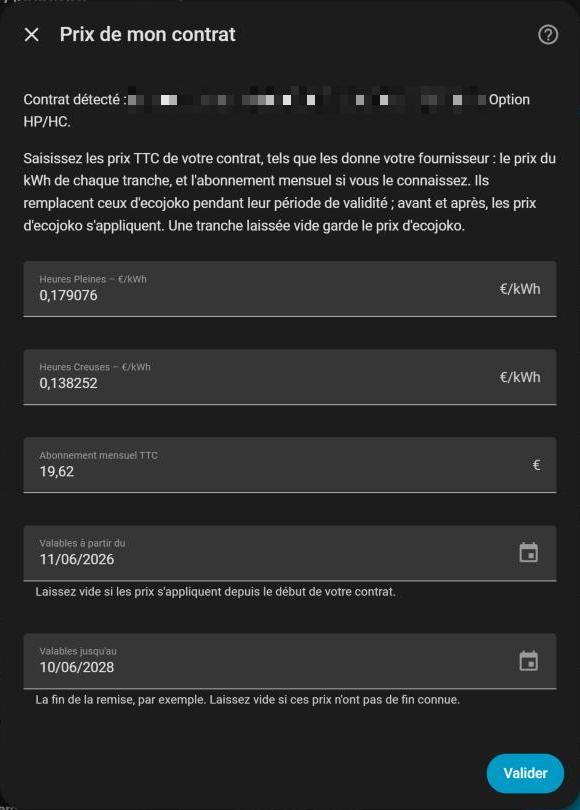 Prix de mon contrat
Contrat détecté : Option
HP/HC.
Saisissez les prix TTC de votre contrat, tels que les donne votre fournisseur : le prix du
kWh de chaque tranche, et l'abonnement mensuel si vous le connaissez. Ils
remplacent ceux d'ecojoko pendant leur période de validité ; avant et après, les prix
d'ecojoko s'appliquent. Une tranche laissée vide garde le prix d'ecojoko.
Heures Pleines – €/kWh
0,179076
€/kWh
Heures Creuses – €/kWh
0,138252
€/kWh
Abonnement mensuel TTC
19,62
€
Valables à partir du
11/06/2026
Laissez vide si les prix s'appliquent depuis le début de votre contrat.
Valables jusqu'au
10/06/2028
La fin de la remise, par exemple. Laissez vide si ces prix n'ont pas de fin connue.
Valider